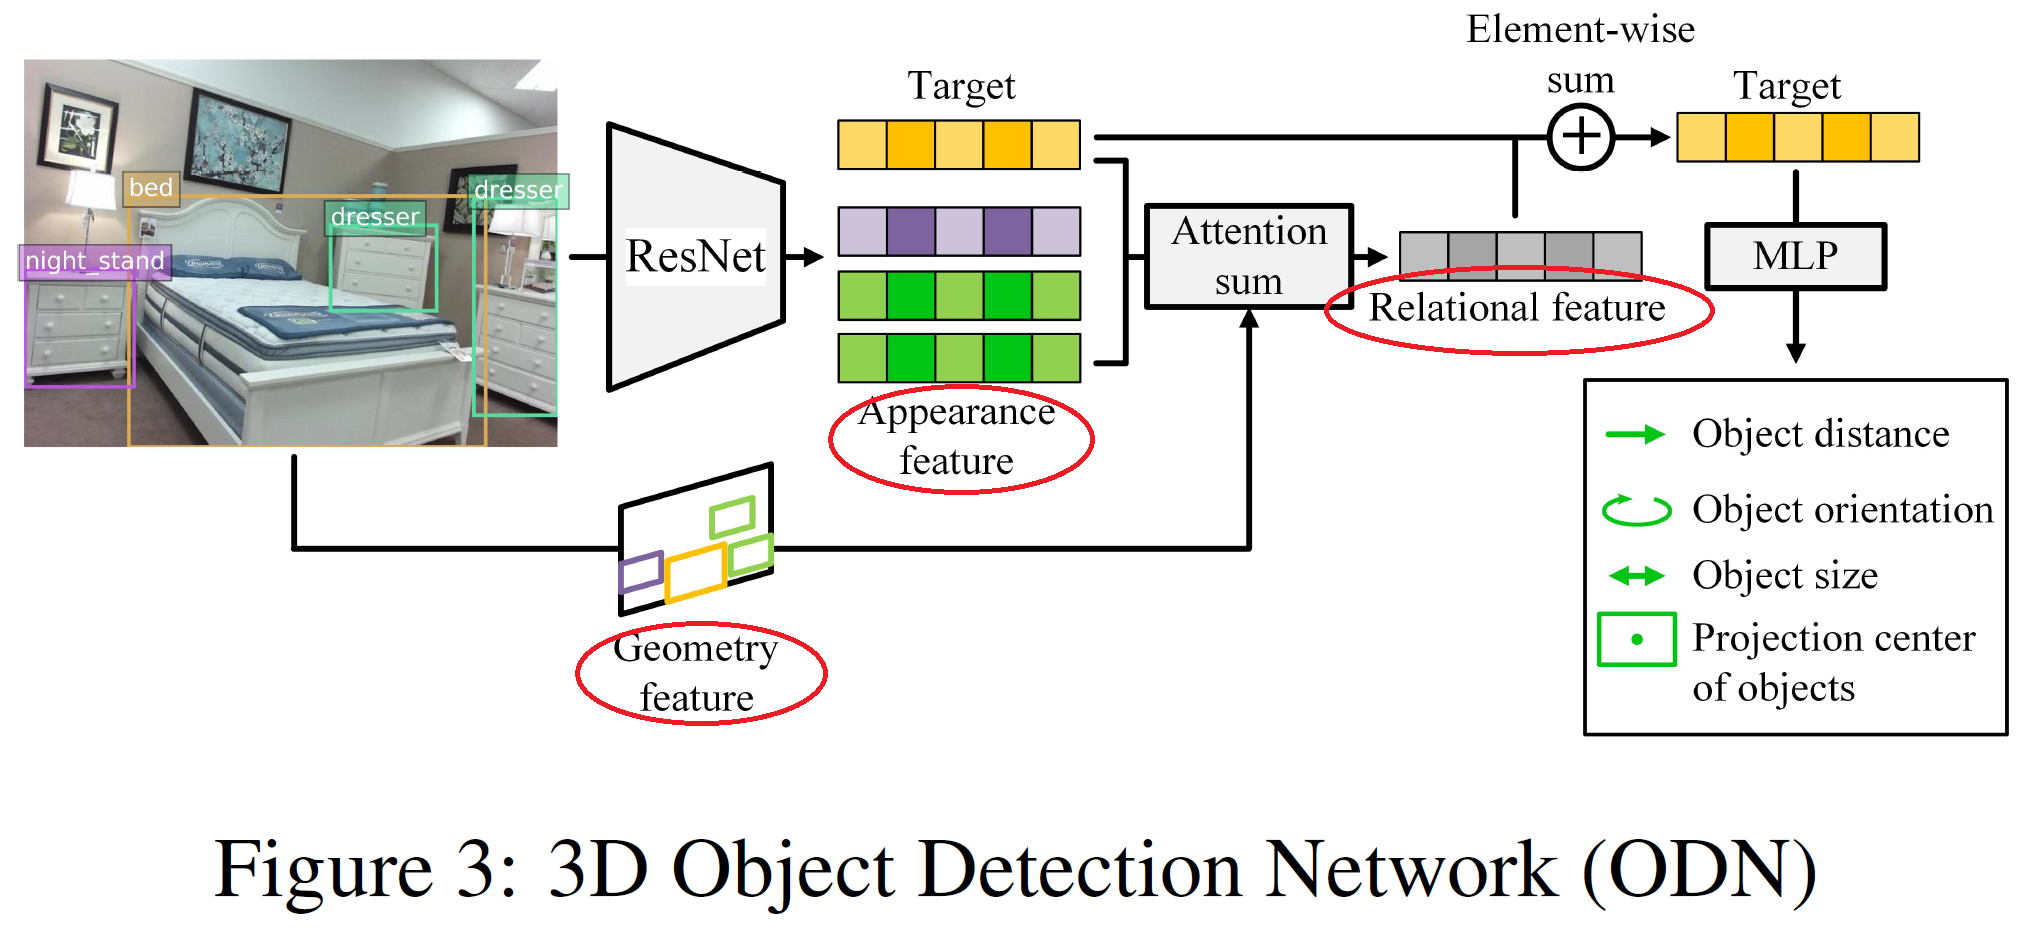 Element-wise
sum
Target
Target
bed
dresser
dresser
night_stand
ResNet
Attention
sum
MLP
Relational feature
Appearance
feature
Geometry
feature
Object distance
Object orientation
Object size
Projection center
of objects
Figure 3: 3D Object Detection Network (ODN)